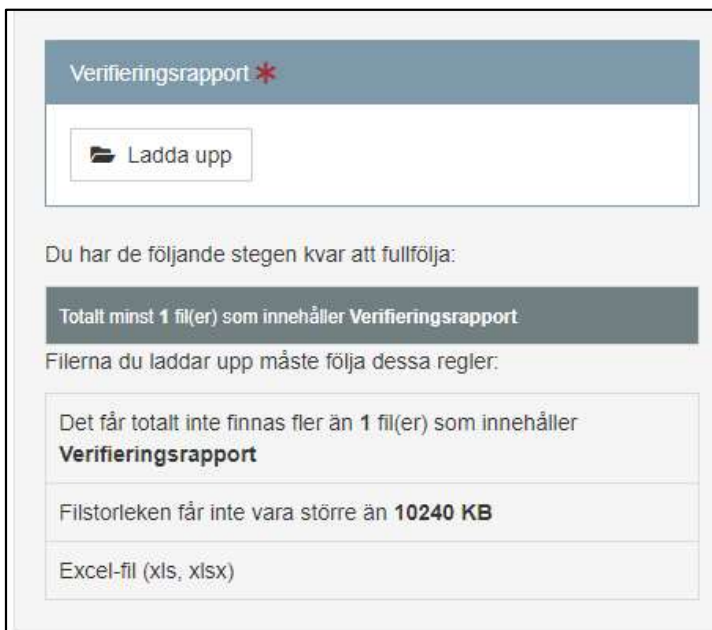 Verifieringsrapport *
Ladda upp
Du har de följande stegen kvar att fullfölja:
Totalt minst 1 fil(er) som innehåller Verifieringsrapport
Filerna du laddar upp måste följa dessa regler:
Det får totalt inte finnas fler än 1 fil(er) som innehåller
Verifieringsrapport
Filstorleken får inte vara större än 10240 KB
Excel-fil (xls, xlsx)